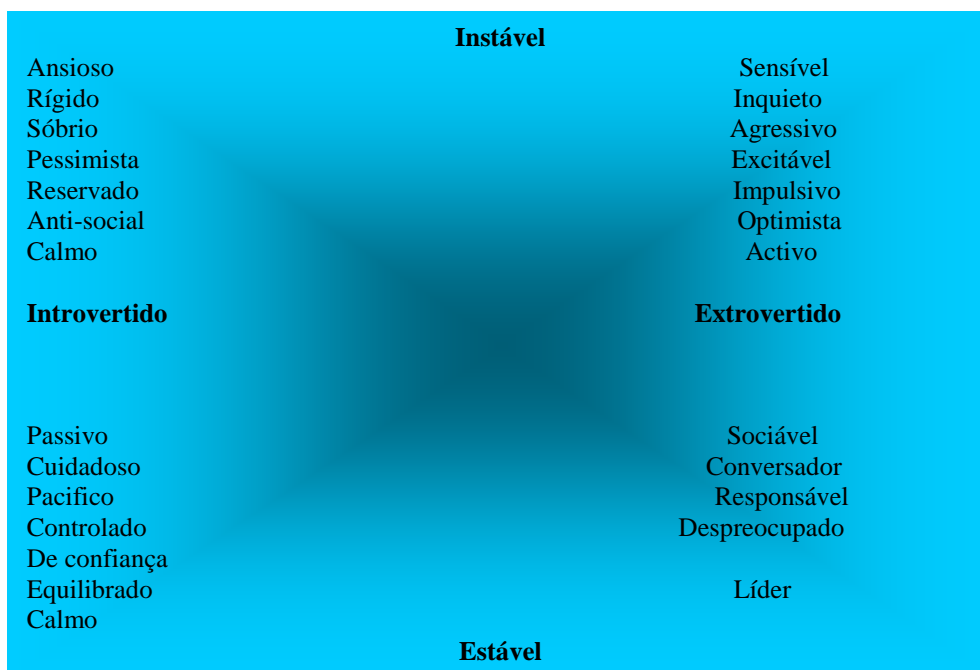 Instável
Ansioso Sensível
Rígido Inquieto
Sóbrio Agressivo
Pessimista Excitável
Reservado Impulsivo
Anti-social Optimista
Calmo Activo
Introvertido Extrovertido
Passivo Sociável
Cuidadoso Conversador
Pacifico Responsável
Controlado Despreocupado
De confiança
Equilibrado Líder
Calmo
Estável